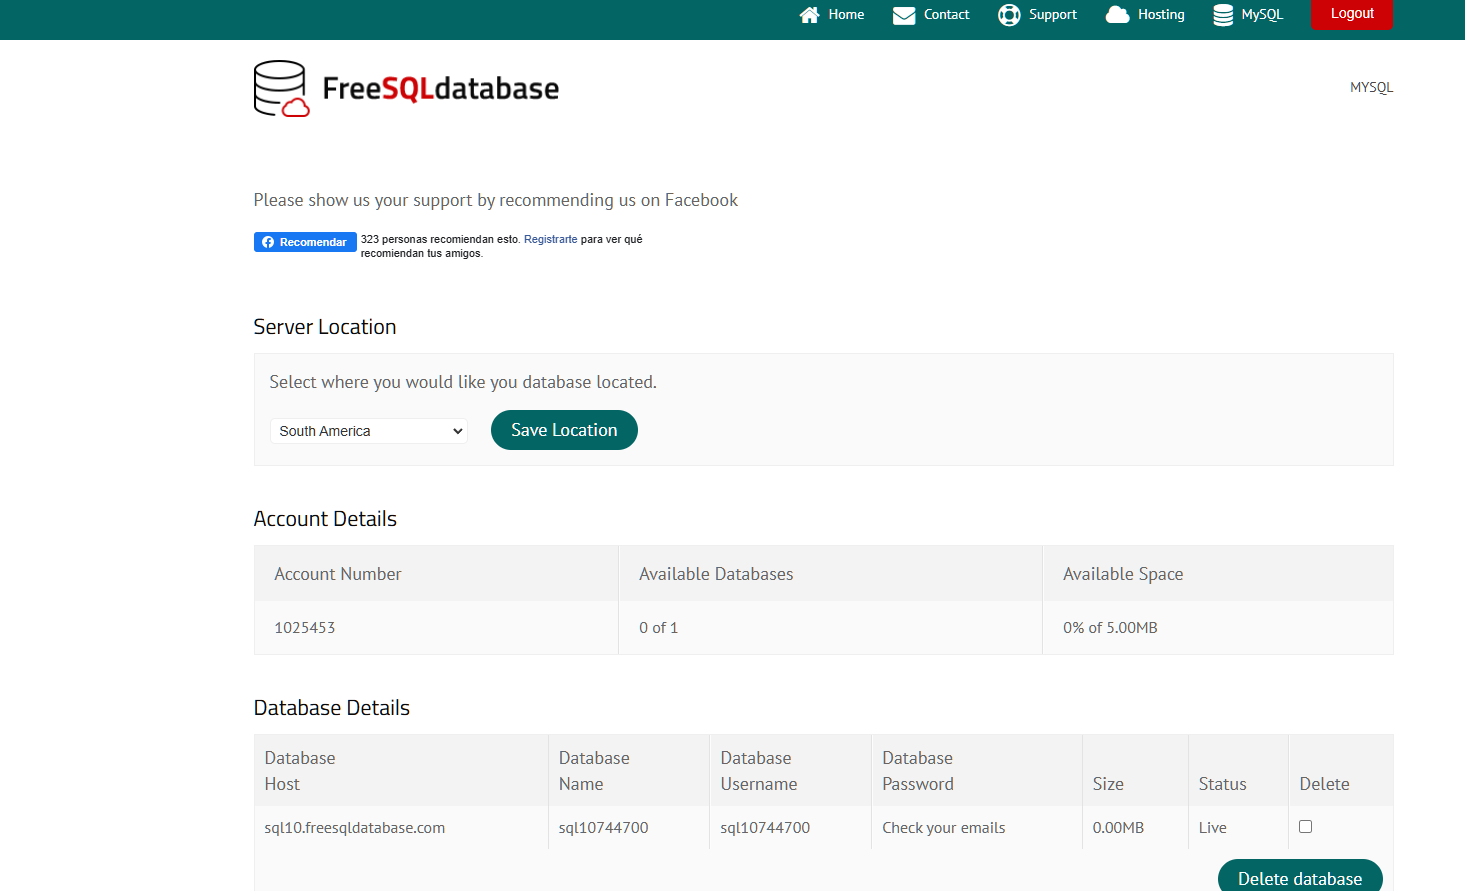 Home Contact Support Hosting MySQL Logout
FreeSQLdatabase
MYSQL
Please show us your support by recommending us on Facebook
Recomendar 323 personas recomiendan esto. Registrarte para ver qué
recomiendan tus amigos.
Server Location
Select where you would like you database located.
South America Save Location
Account Details
Account Number Available Databases Available Space
1025453 0 of 1 0% of 5.00MB
Database Details
Database Database Database Database
Host Name Username Password Size Status Delete
sql10.freesqldatabase.com sql10744700 sql10744700 Check your emails 0.00MB Live
Delete database